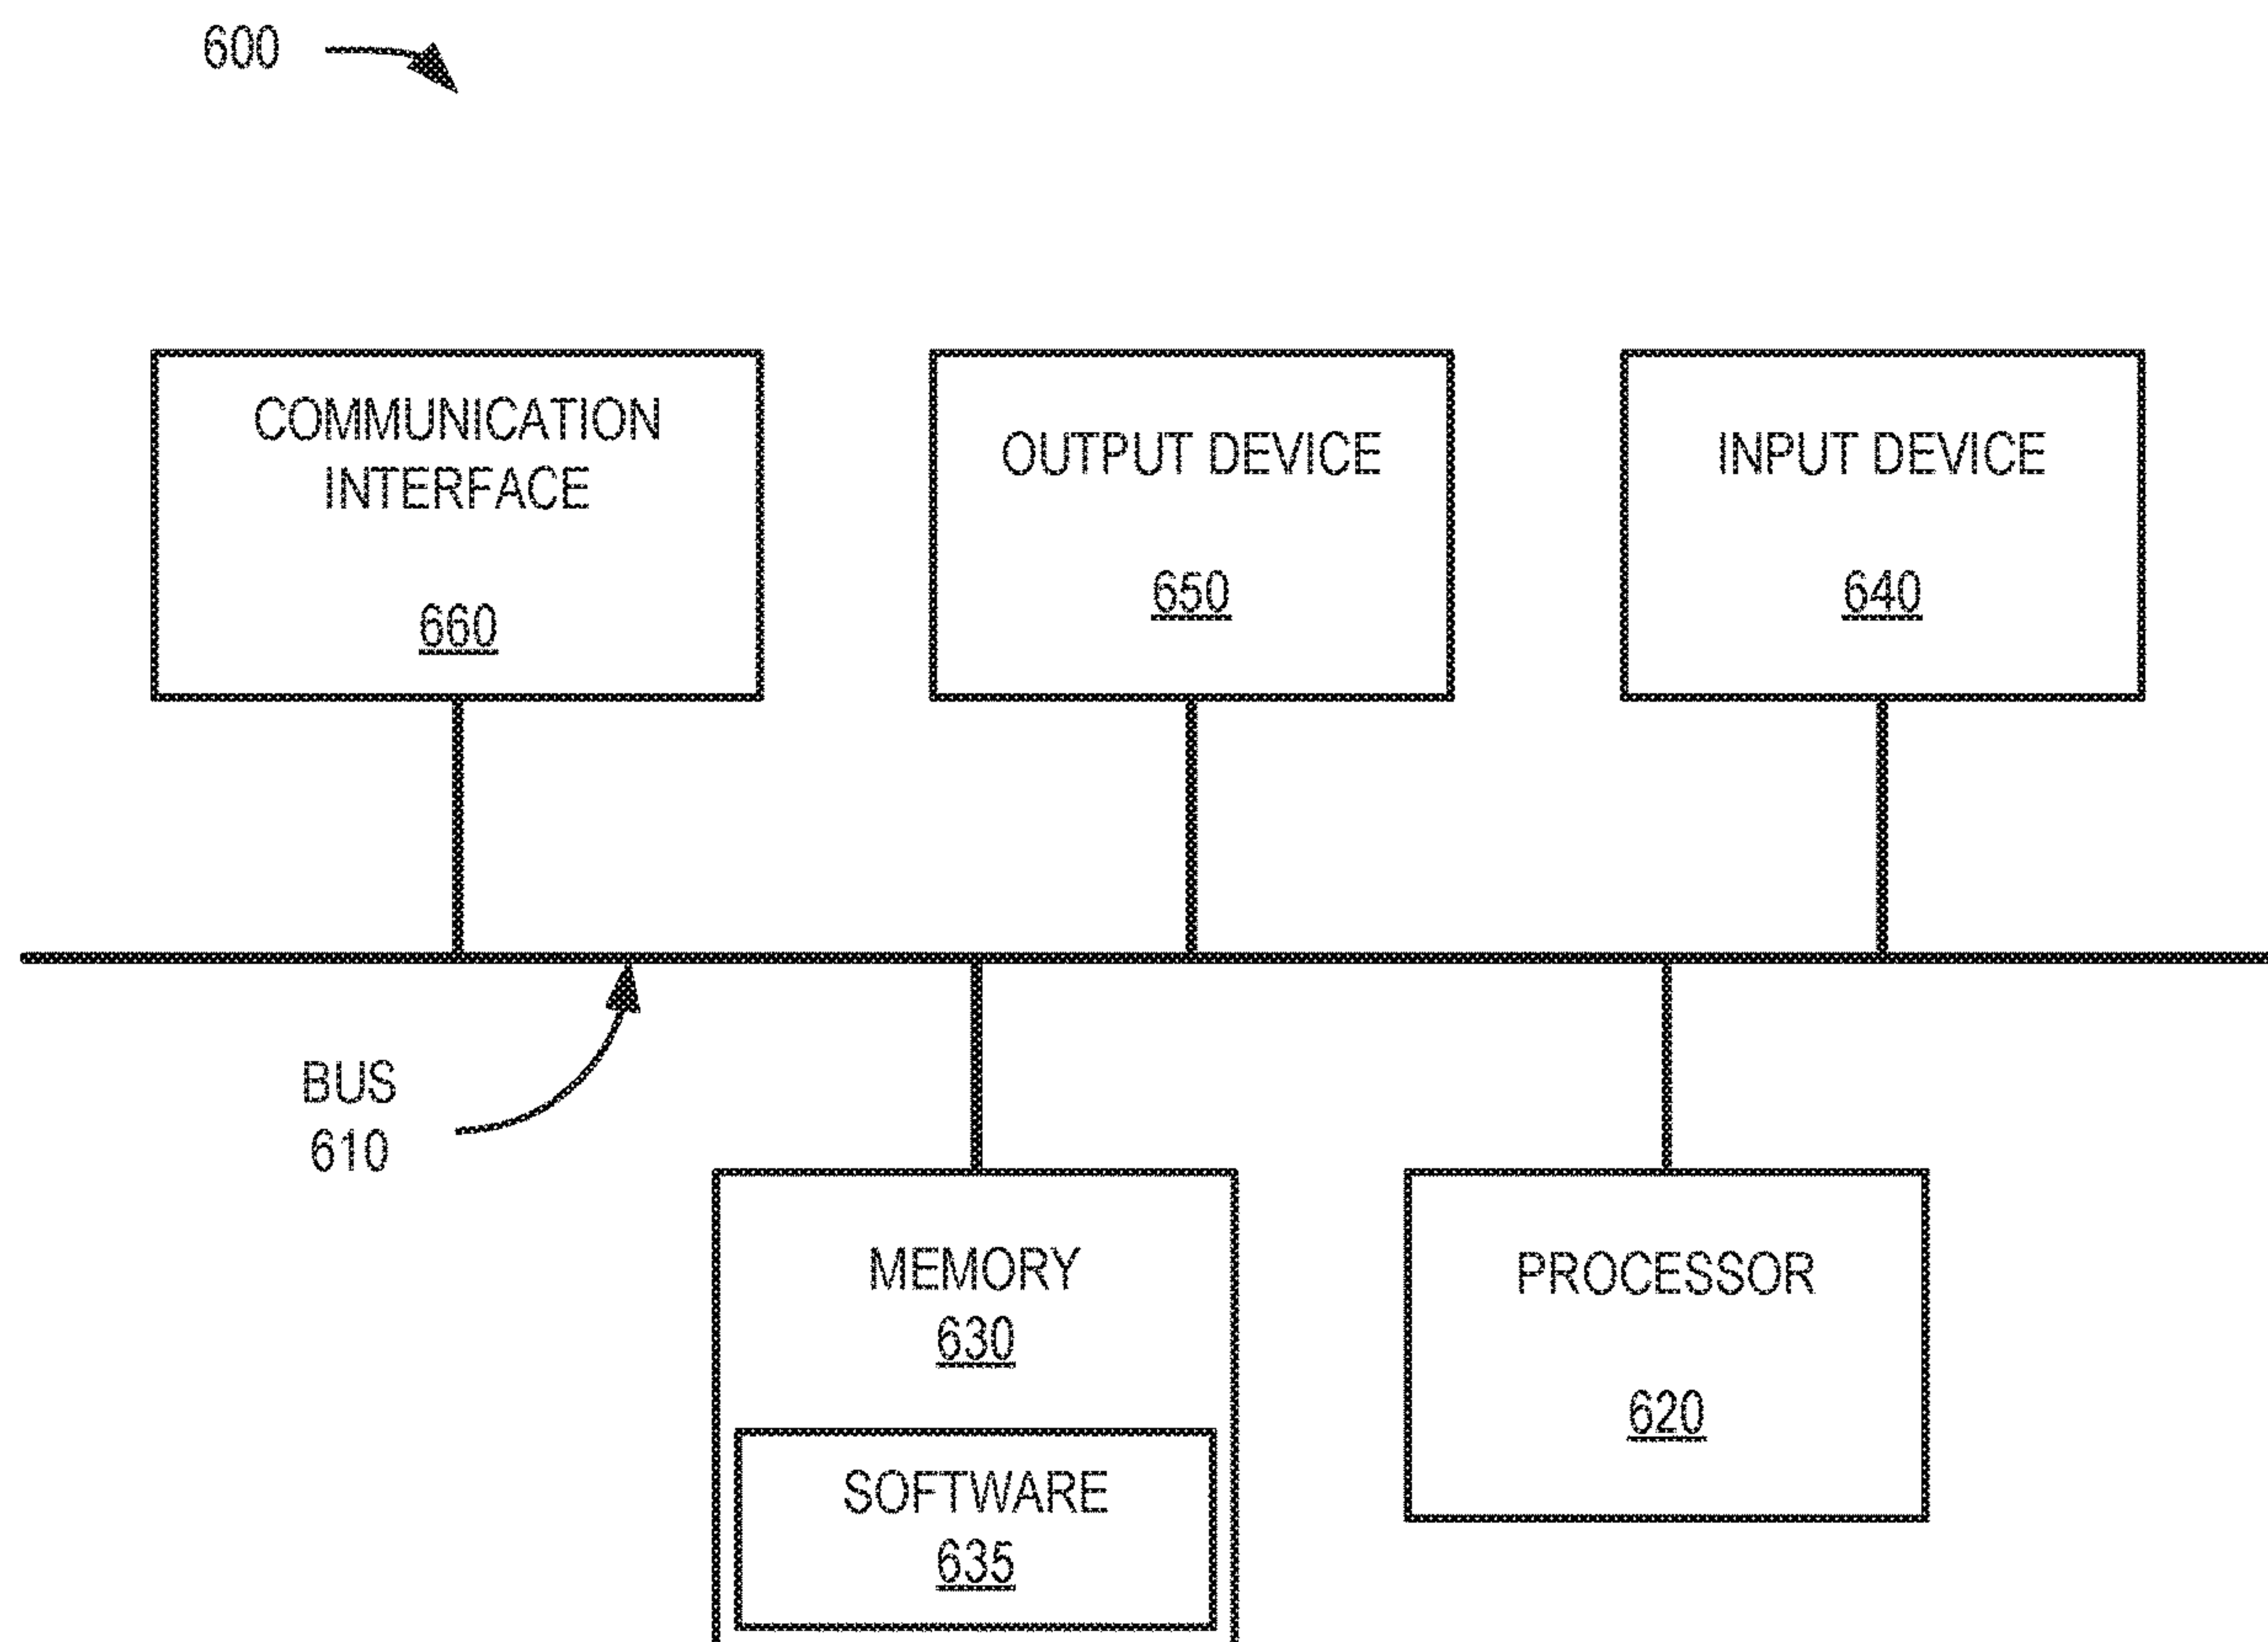 600
COMMUNICATION
INTERFACE
660
OUTPUT DEVICE
650
INPUT DEVICE
640
BUS
610
MEMORY
630
SOFTWARE
635
PROCESSOR
620